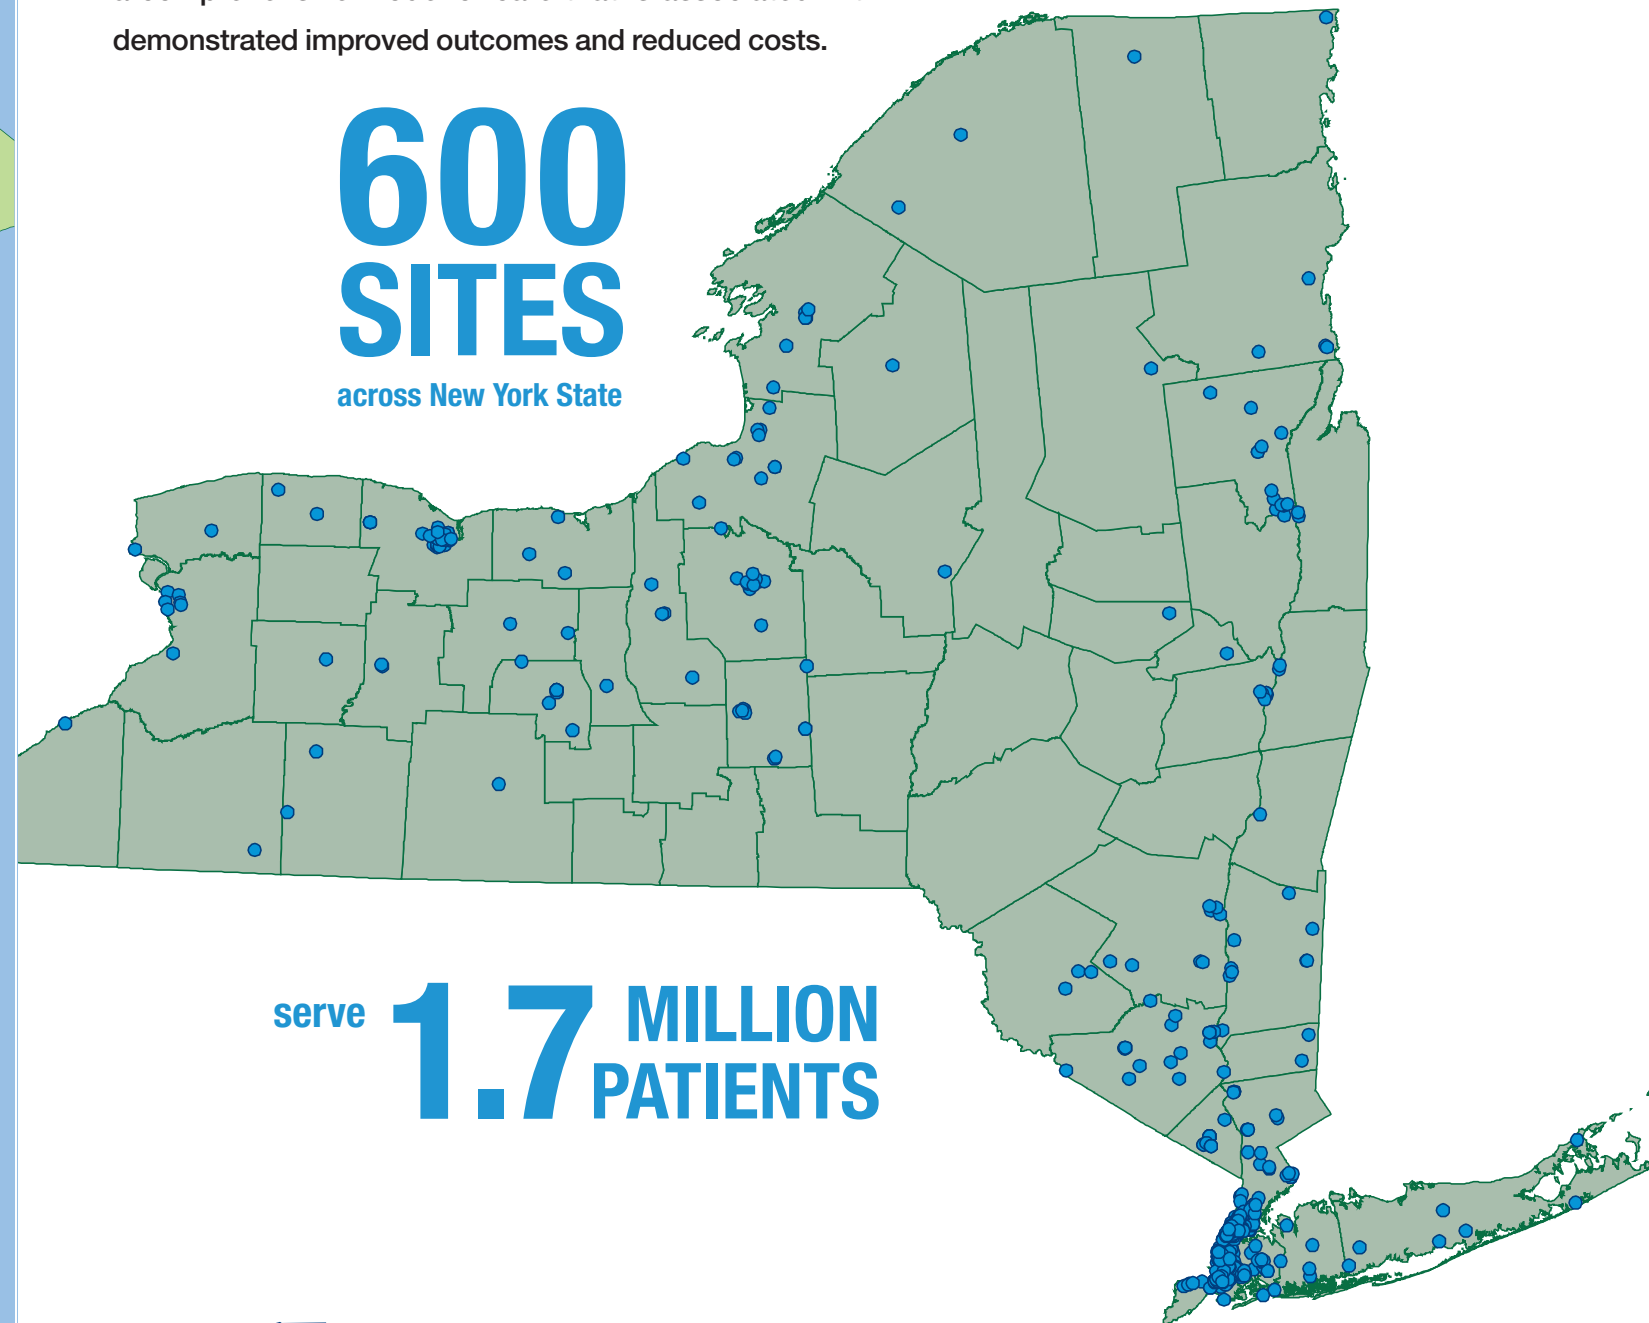 demonstrated improved outcomes and reduced costs.
600
SITES
across New York State
serve 1.7 MILLION
PATIENTS